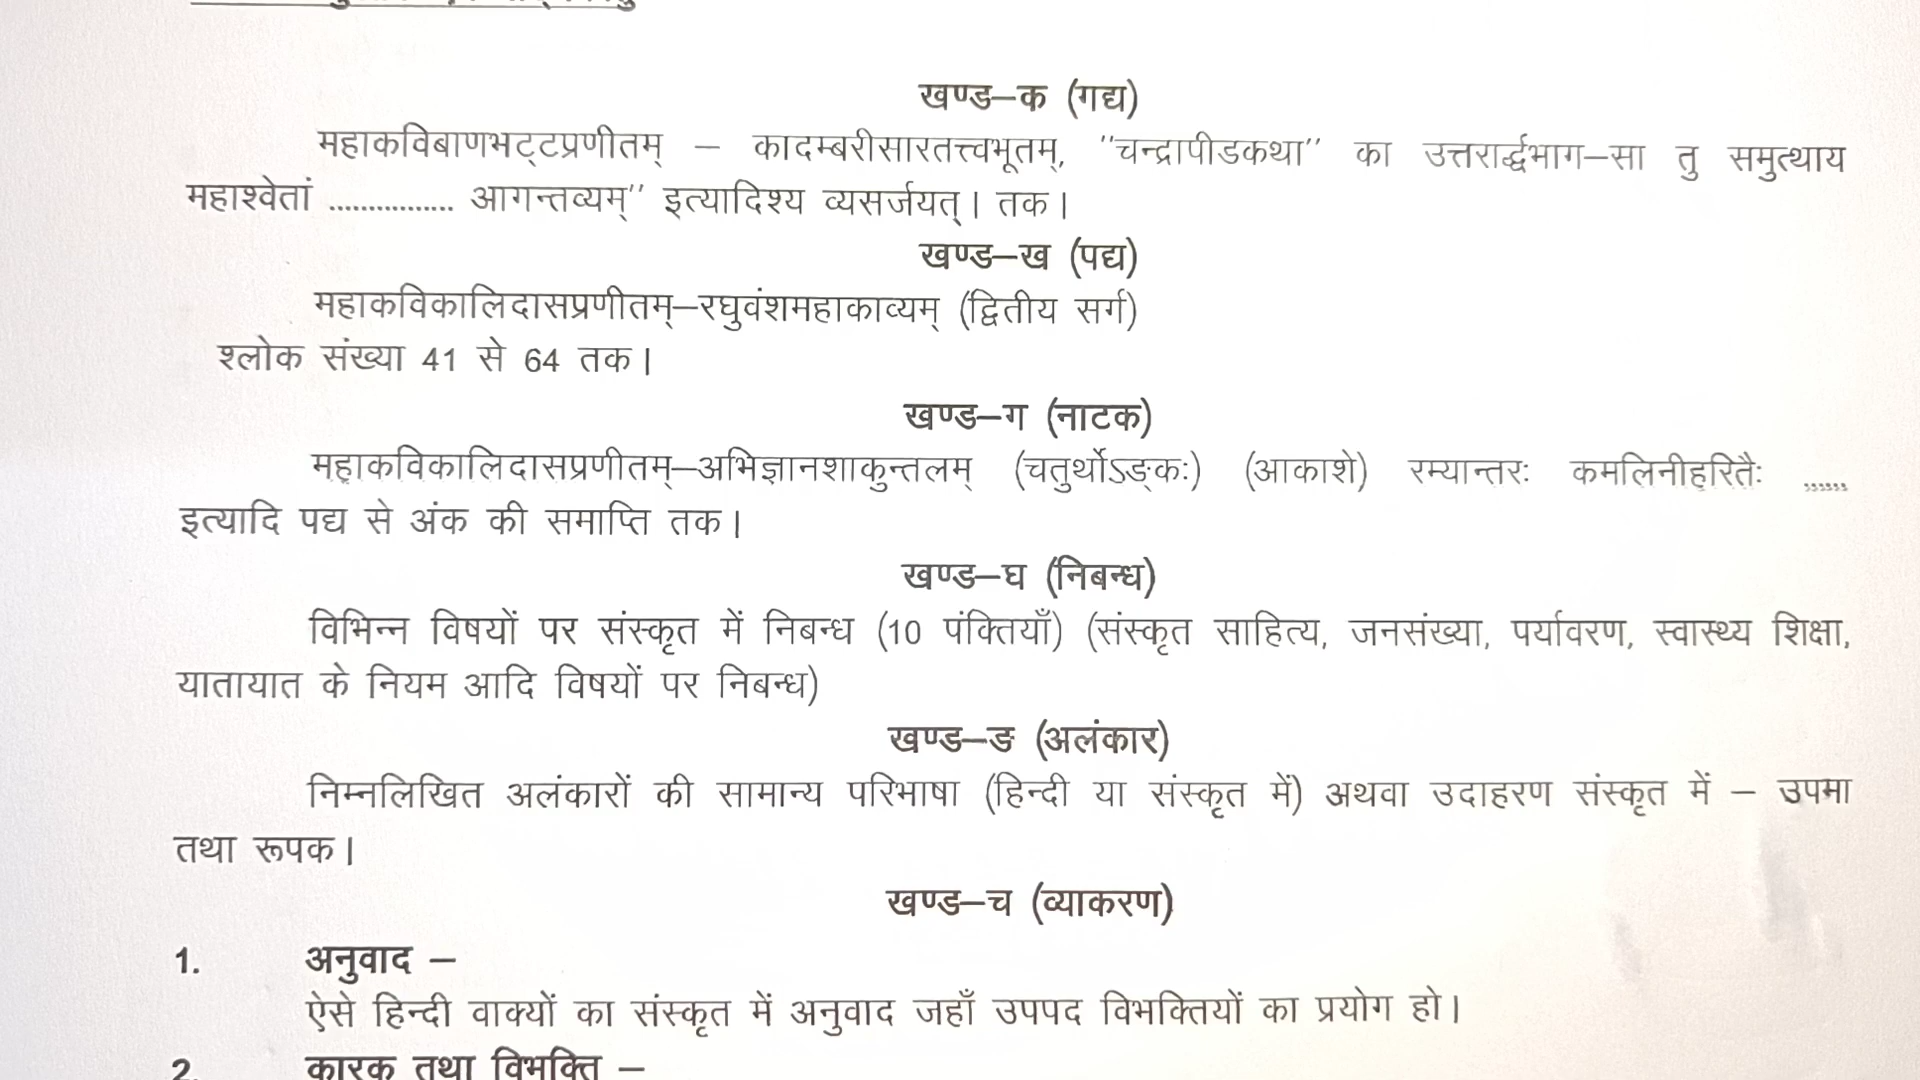 खण्ड–क (गद्य)
महाकविबाणभट्टप्रणीतम् – कादम्बरीसारतत्त्वभूतम्, "चन्द्रापीडकथा" का उत्तरार्द्धभाग–सा तु समुत्थाय
महाश्वेतां ................ आगन्तव्यम्" इत्यादिश्य व्यसर्जयत्। तक।
खण्ड–ख (पद्य)
महाकविकालिदासप्रणीतम्–रघुवंशमहाकाव्यम् (द्वितीय सर्ग)
श्लोक संख्या 41 से 64 तक।
खण्ड–ग (नाटक)
महाकविकालिदासप्रणीतम्–अभिज्ञानशाकुन्तलम् (चतुर्थोऽङ्कः) (आकाशे) रम्यान्तरः कमलिनीहरितैः ,,,,,,
इत्यादि पद्य से अंक की समाप्ति तक।
खण्ड–घ (निबन्ध)
विभिन्न विषयों पर संस्कृत में निबन्ध (10 पंक्तियाँ) (संस्कृत साहित्य, जनसंख्या, पर्यावरण, स्वास्थ्य शिक्षा,
यातायात के नियम आदि विषयों पर निबन्ध)
खण्ड–ङ (अलंकार)
निम्नलिखित अलंकारों की सामान्य परिभाषा (हिन्दी या संस्कृत में) अथवा उदाहरण संस्कृत में – उपमा
तथा रूपक।
खण्ड–च (व्याकरण)
1. अनुवाद –
ऐसे हिन्दी वाक्यों का संस्कृत में अनुवाद जहाँ उपपद विभक्तियों का प्रयोग हो।
2. कारक तथा विभक्ति –